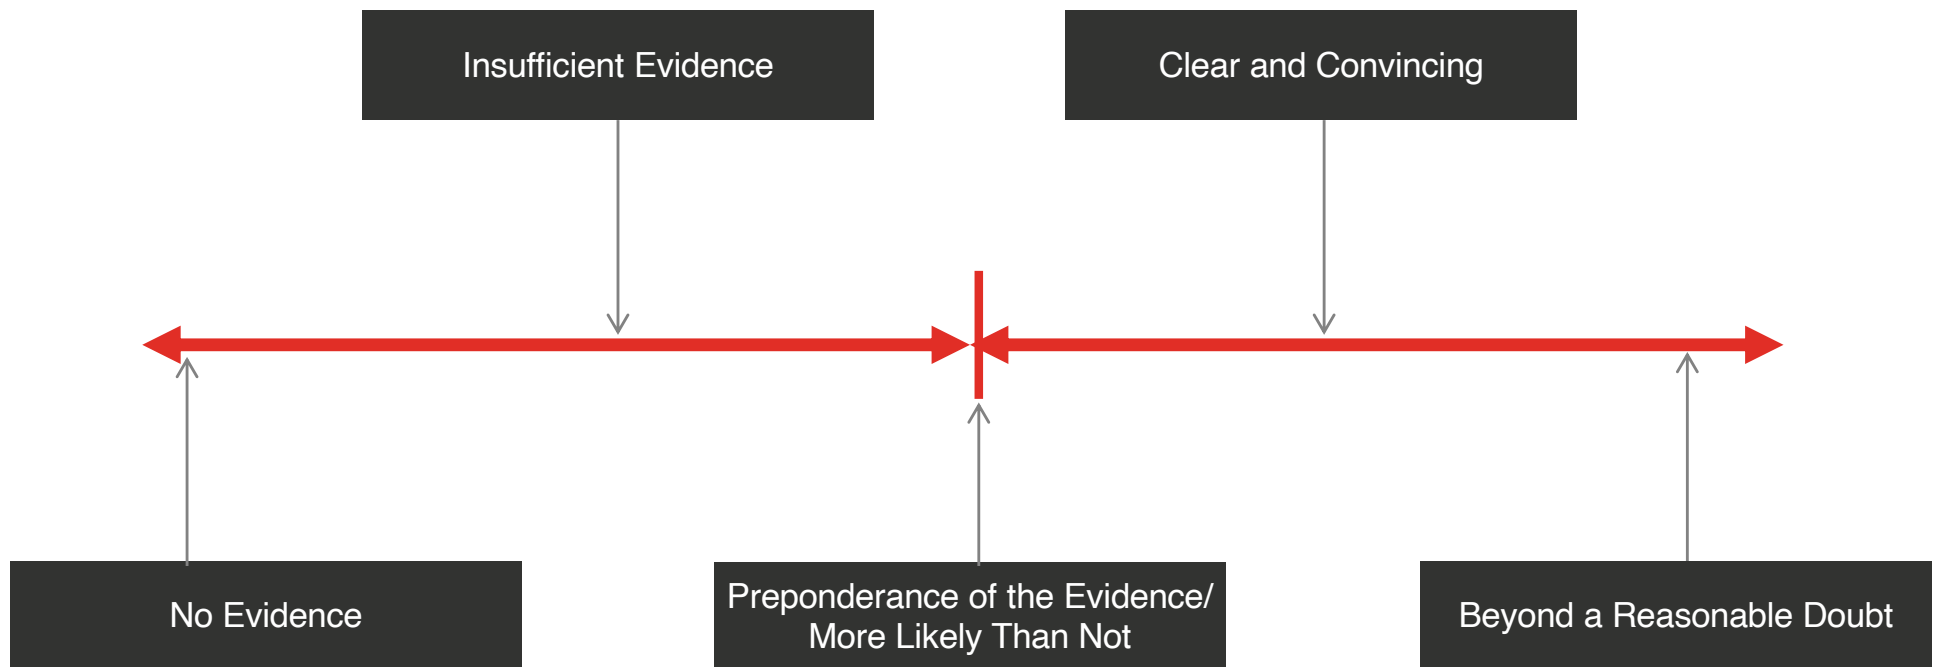 Insufficient Evidence
Clear and Convincing
No Evidence
Preponderance of the Evidence/
More Likely Than Not
Beyond a Reasonable Doubt